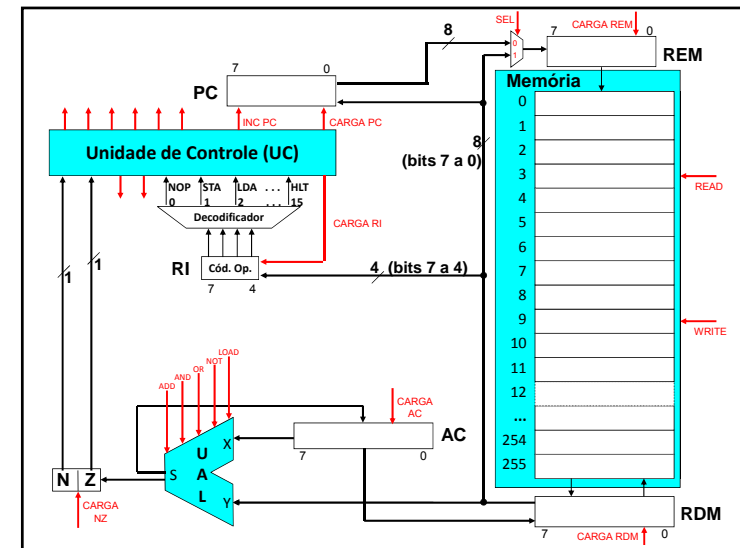 SEL
CARGA REM
8
7 0
0
1
REM
7 0
PC
Memória
0
1
2
3
4
5
6
7
8
9
10
11
12
...
254
255
INC PC
CARGA PC
8
(bits 7 a 0)
Unidade de Controle (UC)
READ
NOP STA LDA . . . HLT
0 1 2 . . . 15
Decodificador
CARGA RI
RI
Cód. Op.
7 4
4 (bits 7 a 4)
1
1
WRITE
ADD
AND
OR
NOT
LOAD
CARGA
AC
AC
7 0
X
U
A
L
S
Y
N Z
CARGA
NZ
RDM
7 0
CARGA RDM